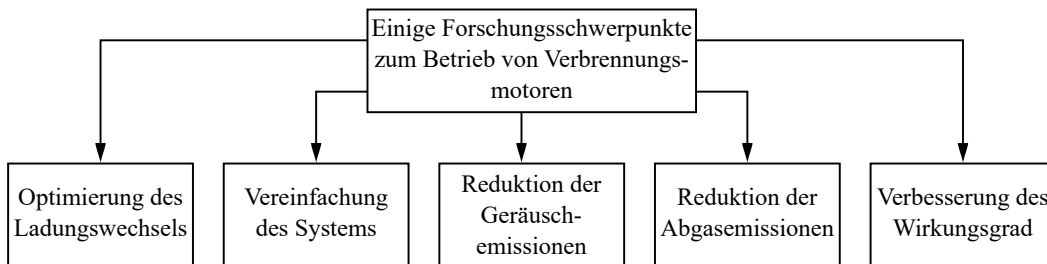 Einige Forschungsschwerpunkte
zum Betrieb von Verbrennungs-
motoren
Optimierung des
Ladungswechsels
Vereinfachung
des Systems
Reduktion der
Geräusch-
emissionen
Reduktion der
Abgasemissionen
Verbesserung des
Wirkungsgrad